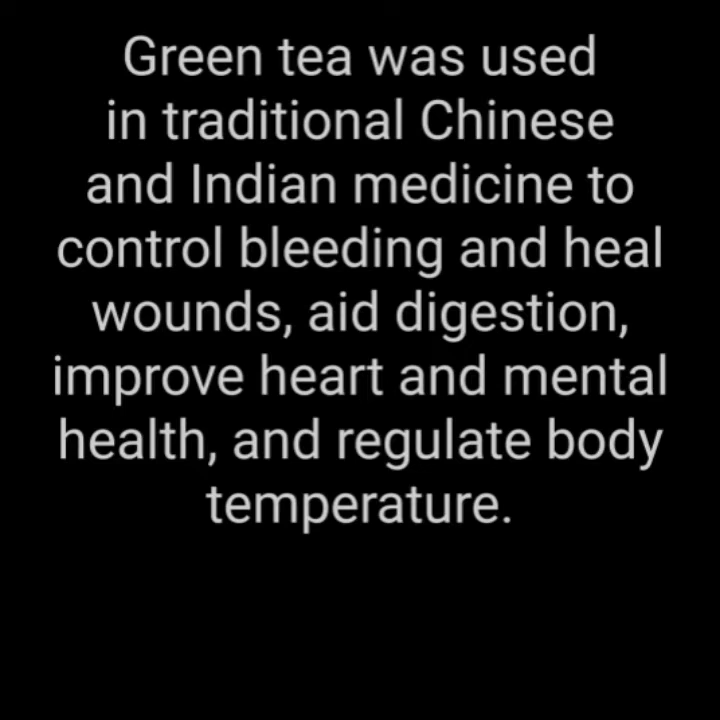 Green tea was used
in traditional Chinese
and Indian medicine to
control bleeding and heal
wounds, aid digestion,
improve heart and mental
health, and regulate body
temperature.